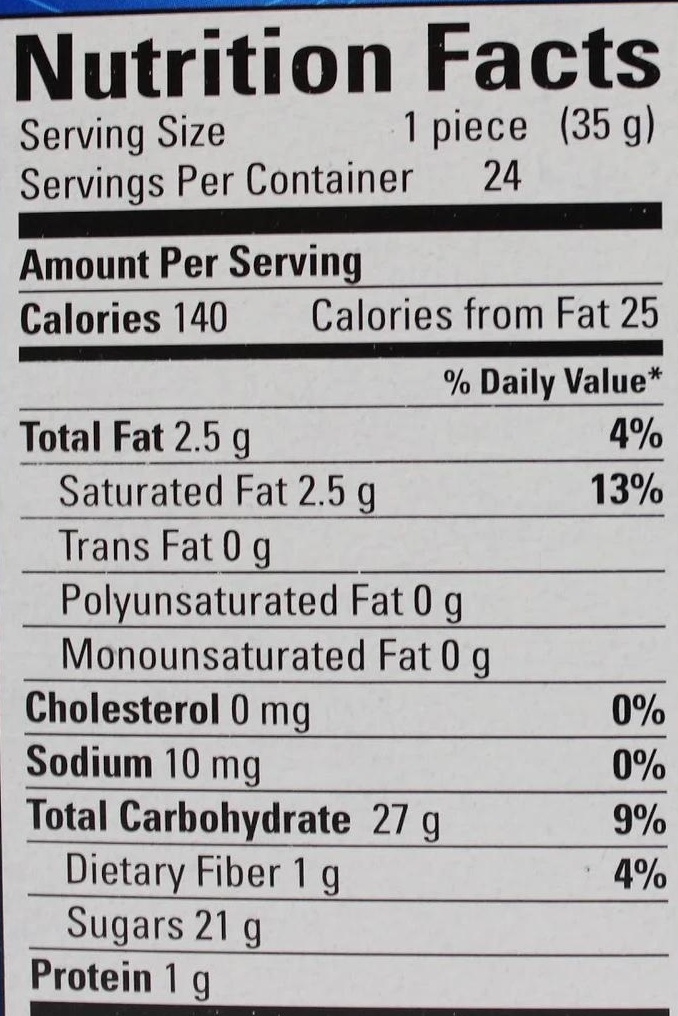 Nutrition Facts
Serving Size 1 piece (35 g)
Servings Per Container 24
Amount Per Serving
Calories 140 Calories from Fat 25
% Daily Value*
Total Fat 2.5 g 4%
Saturated Fat 2.5 g 13%
Trans Fat 0 g
Polyunsaturated Fat 0 g
Monounsaturated Fat 0 g
Cholesterol 0 mg 0%
Sodium 10 mg 0%
Total Carbohydrate 27 g 9%
Dietary Fiber 1 g 4%
Sugars 21 g
Protein 1 g